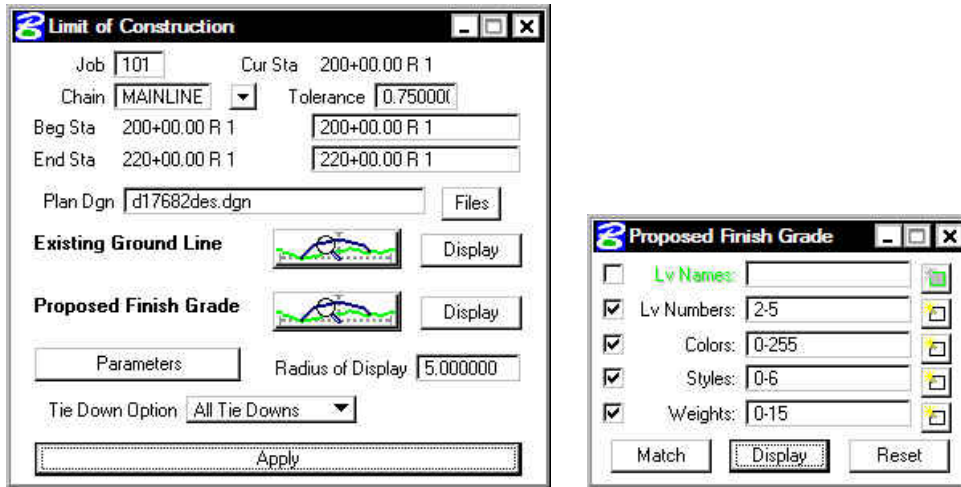 Limit of Construction
Job 101 Cur Sta 200+00.00 R 1
Chain MAINLINE Tolerance 0.75000(
Beg Sta 200+00.00 R 1 200+00.00 R 1
End Sta 220+00.00 R 1 220+00.00 R 1
Plan Dgn d17682des.dgn Files
Existing Ground Line Display
Proposed Finish Grade Display
Parameters Radius of Display 5.000000
Tie Down Option All Tie Downs
Apply
Proposed Finish Grade
Lv Names:
Lv Numbers: 2-5
Colors: 0-255
Styles: 0-6
Weights: 0-15
Match Display Reset